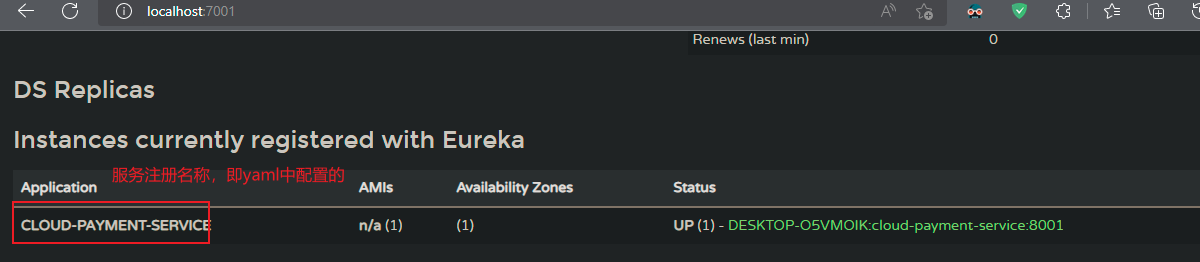 localhost:7001
Renews (last min) 0
DS Replicas
Instances currently registered with Eureka
服务注册名称，即yaml中配置的
Application AMIs Availability Zones Status
CLOUD-PAYMENT-SERVICE n/a (1) (1) UP (1) - DESKTOP-O5VMOIK:cloud-payment-service:8001